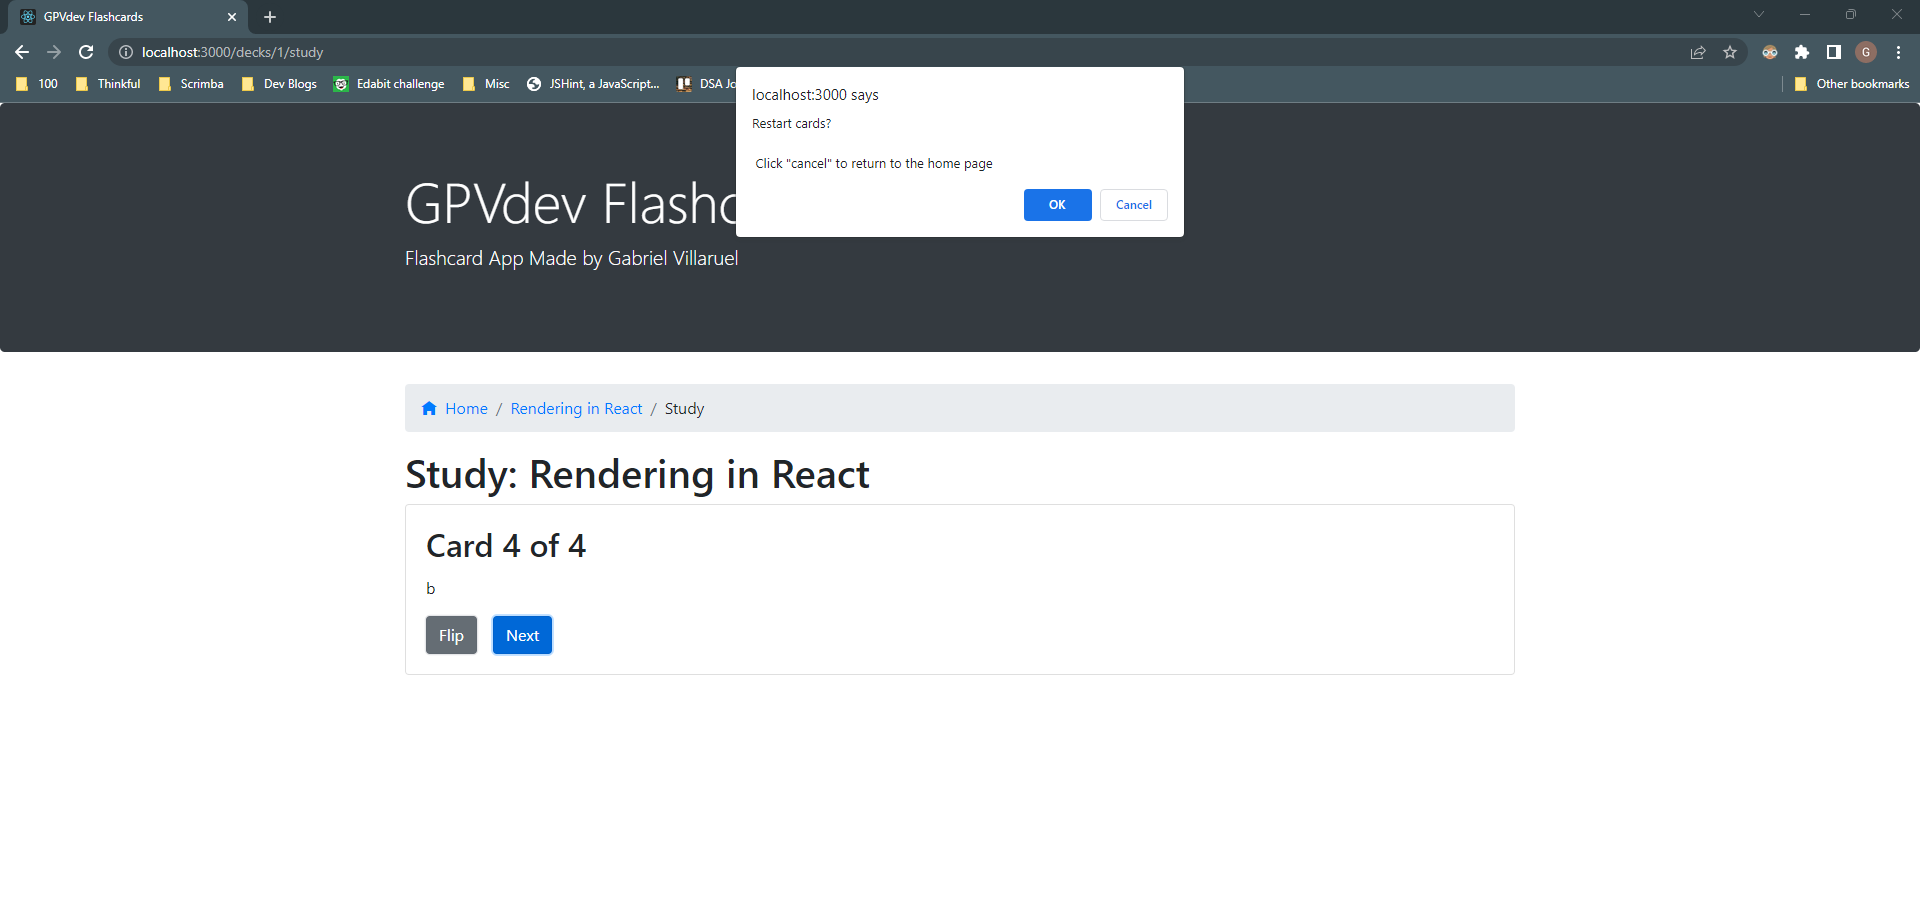 GPVdev Flashcards
localhost:3000/decks/1/study
G
100 Thinkful Scrimba Dev Blogs Edabit challenge Misc JSHint, a JavaScript... DSA Jo Other bookmarks
localhost:3000 says
Restart cards?
Click "cancel" to return to the home page
OK Cancel
GPVdev Flashc
Flashcard App Made by Gabriel Villaruel
Home / Rendering in React / Study
Study: Rendering in React
Card 4 of 4
b
Flip Next